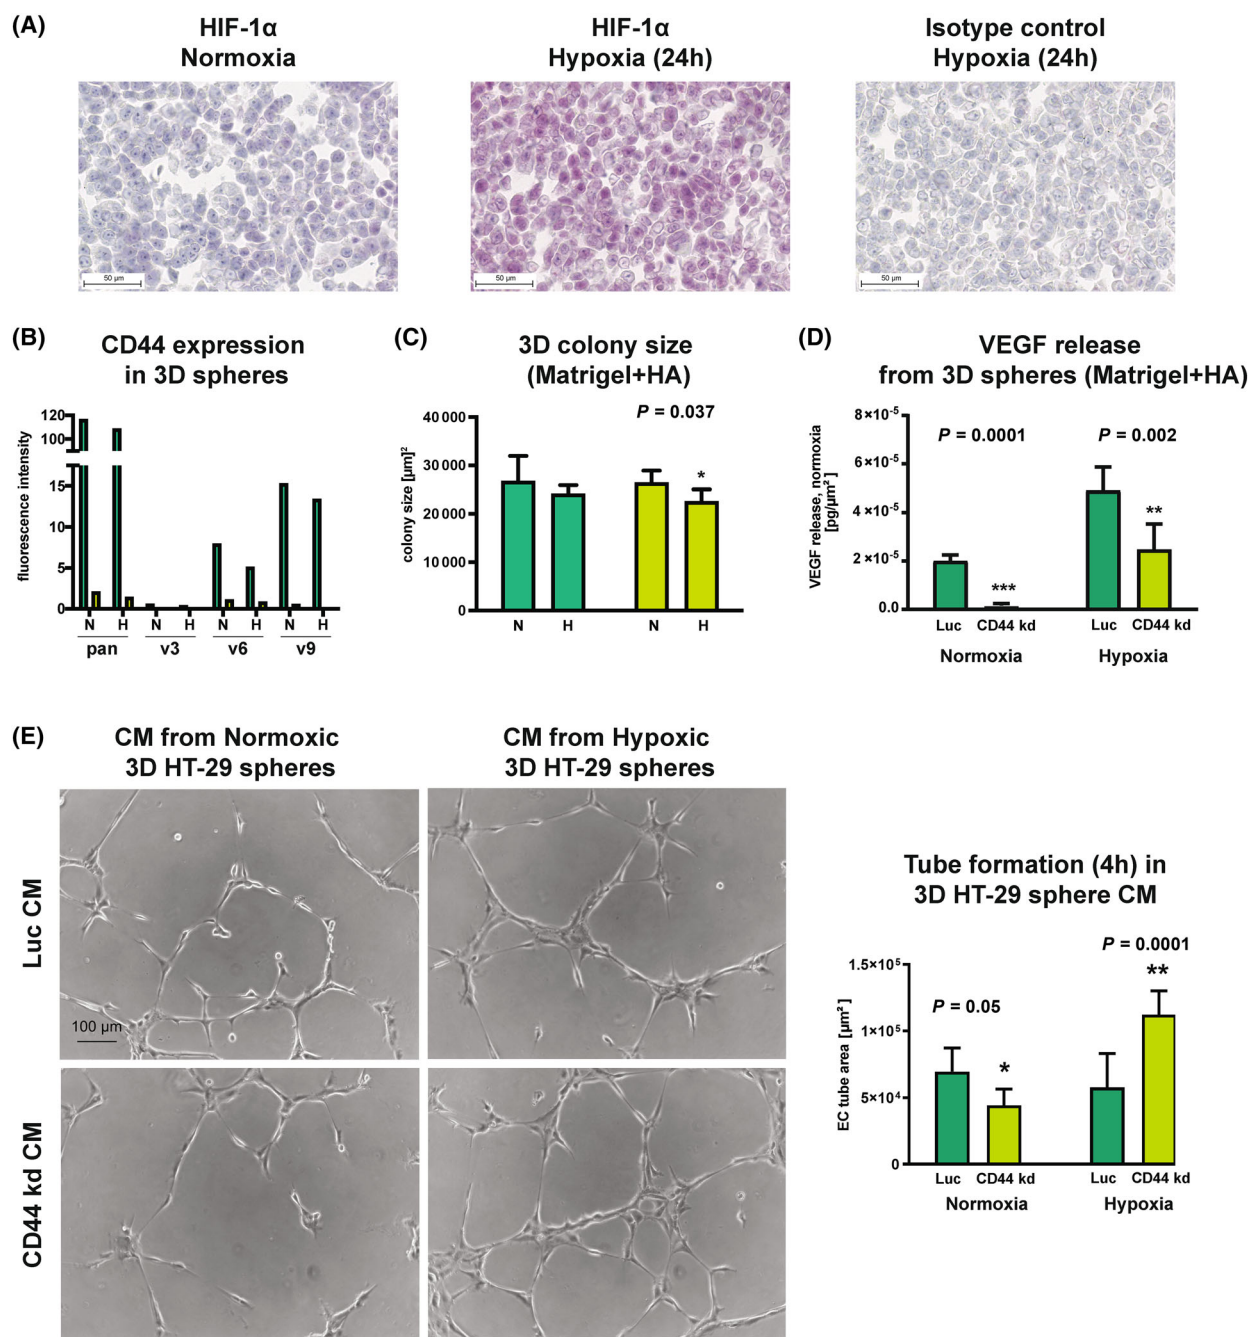 (A)
HIF-1α
Normoxia
HIF-1α
Hypoxia (24h)
Isotype control
Hypoxia (24h)
50 µm
50 µm
50 µm
(B)
CD44 expression
in 3D spheres
fluorescence intensity
120
100
15
10
5
0
N
H
N
H
N
H
N
H
pan
v3
v6
v9
(C)
3D colony size
(Matrigel+HA)
P = 0.037
colony size [µm]²
40 000
30 000
20 000
10 000
0
*
N
H
N
H
(D)
VEGF release
from 3D spheres (Matrigel+HA)
VEGF release, normoxia
[pg/µm²]
8×10⁻⁵
6×10⁻⁵
4×10⁻⁵
2×10⁻⁵
0.0
P = 0.0001
P = 0.002
***
**
Luc
CD44 kd
Luc
CD44 kd
Normoxia
Hypoxia
(E)
CM from Normoxic
3D HT-29 spheres
CM from Hypoxic
3D HT-29 spheres
Luc CM
100 µm
CD44 kd CM
Tube formation (4h) in
3D HT-29 sphere CM
P = 0.0001
P = 0.05
**
*
EC tube area [µm²]
1.5×10⁵
1×10⁵
5×10⁴
0
Luc
CD44 kd
Luc
CD44 kd
Normoxia
Hypoxia